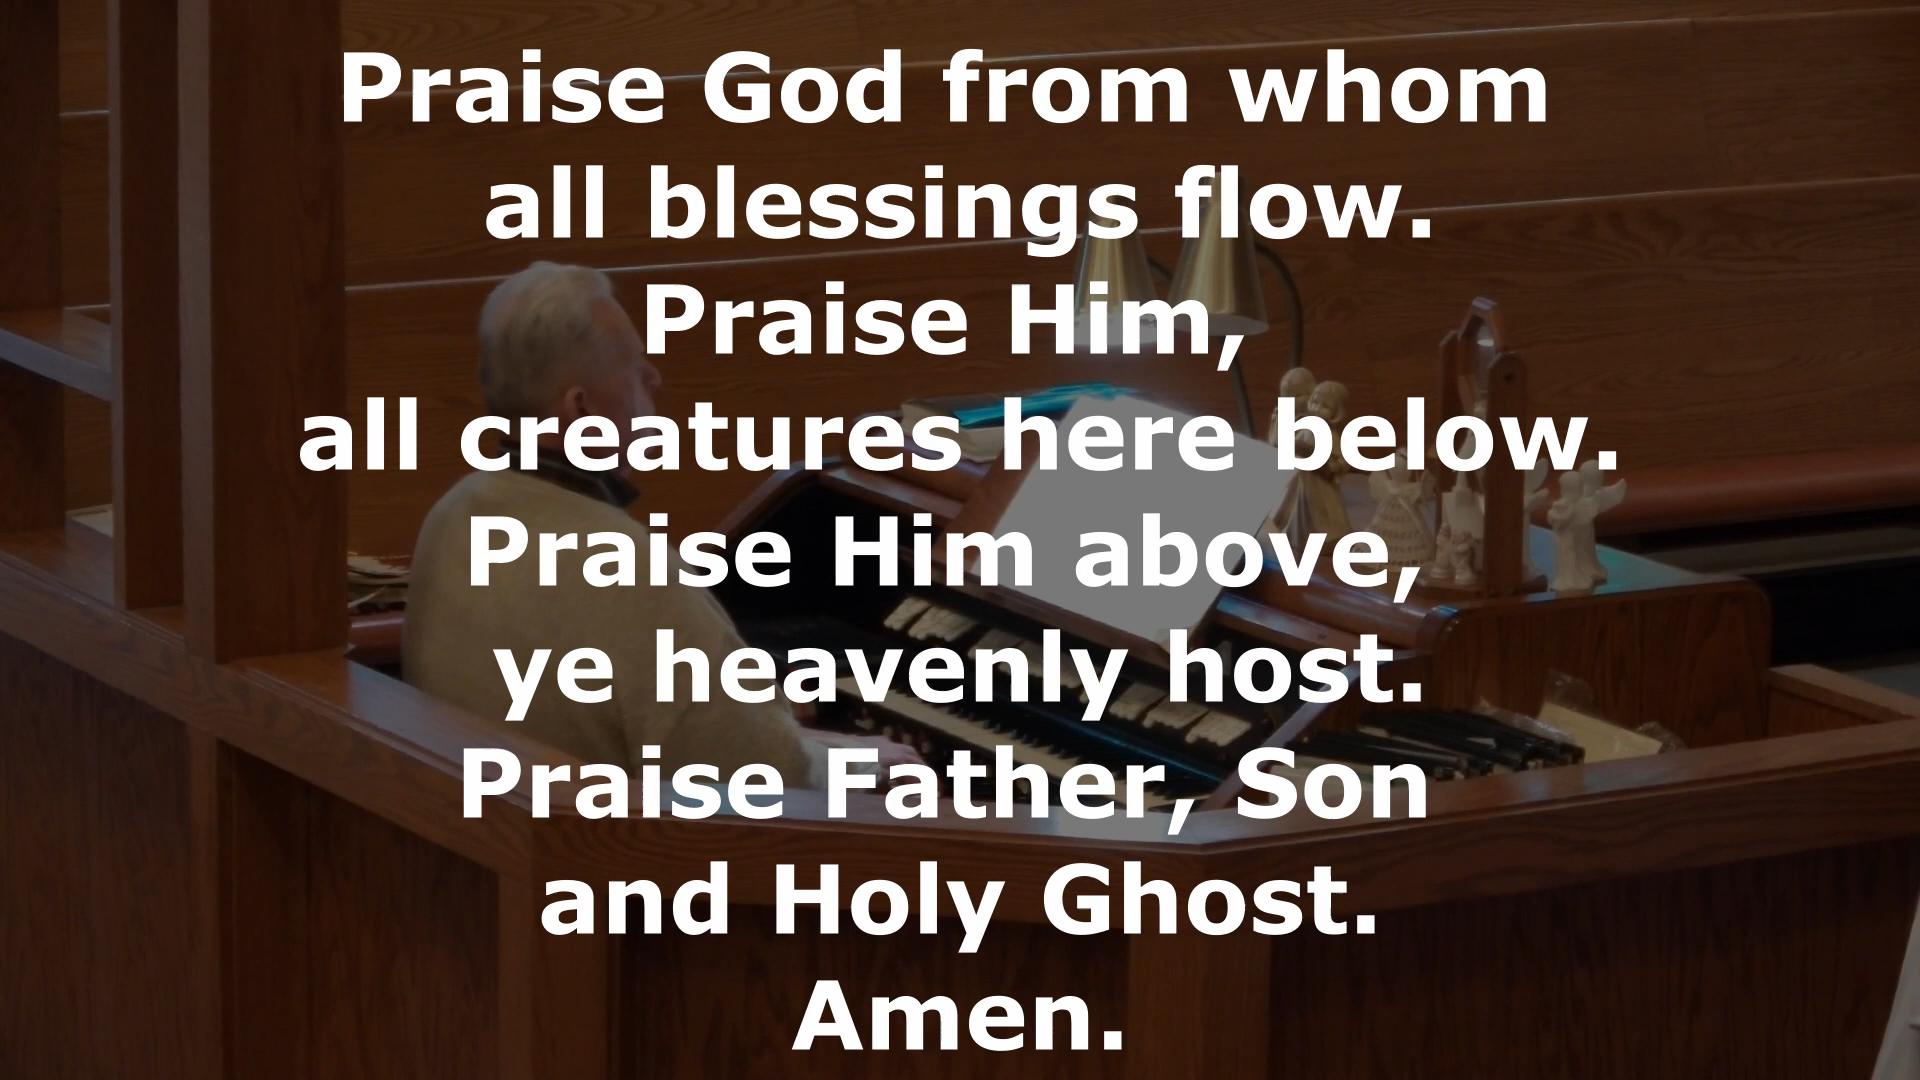 Praise God from whom
all blessings flow.
Praise Him,
all creatures here below.
Praise Him above,
ye heavenly host.
Praise Father, Son
and Holy Ghost.
Amen.